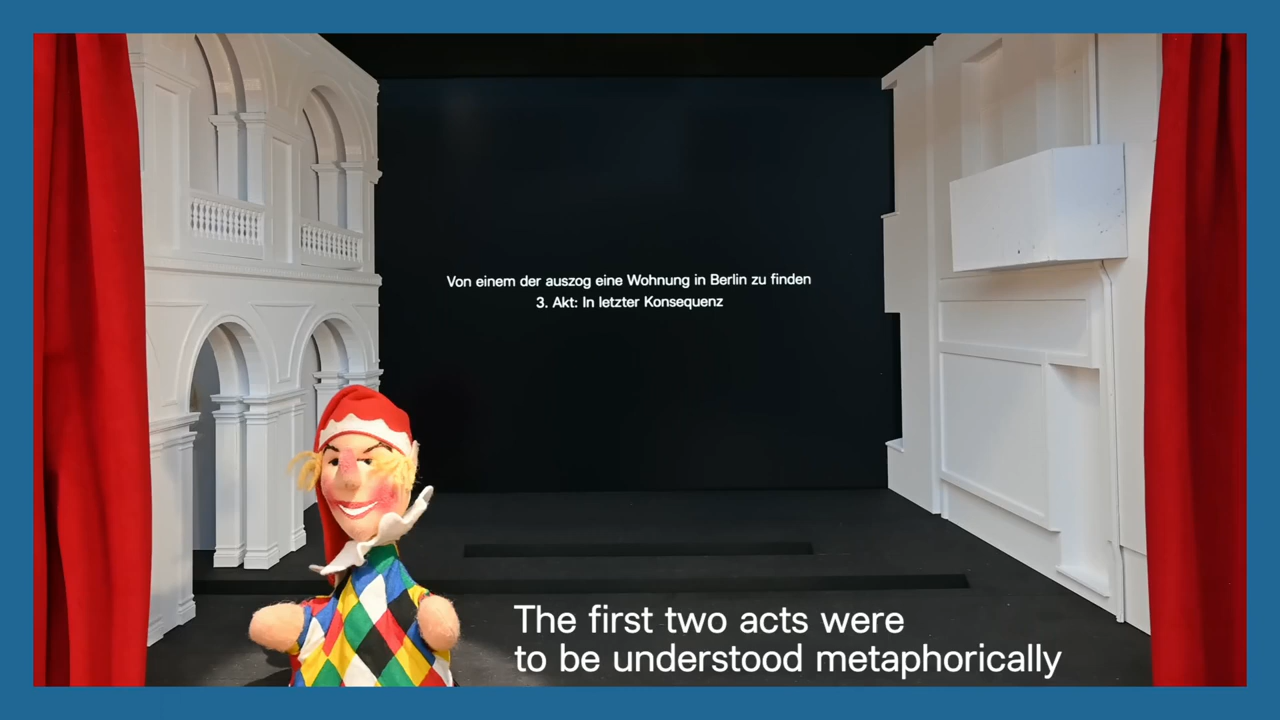 Von einem der auszog eine Wohnung in Berlin zu finden
3. Akt: In letzter Konsequenz
The first two acts were
to be understood metaphorically